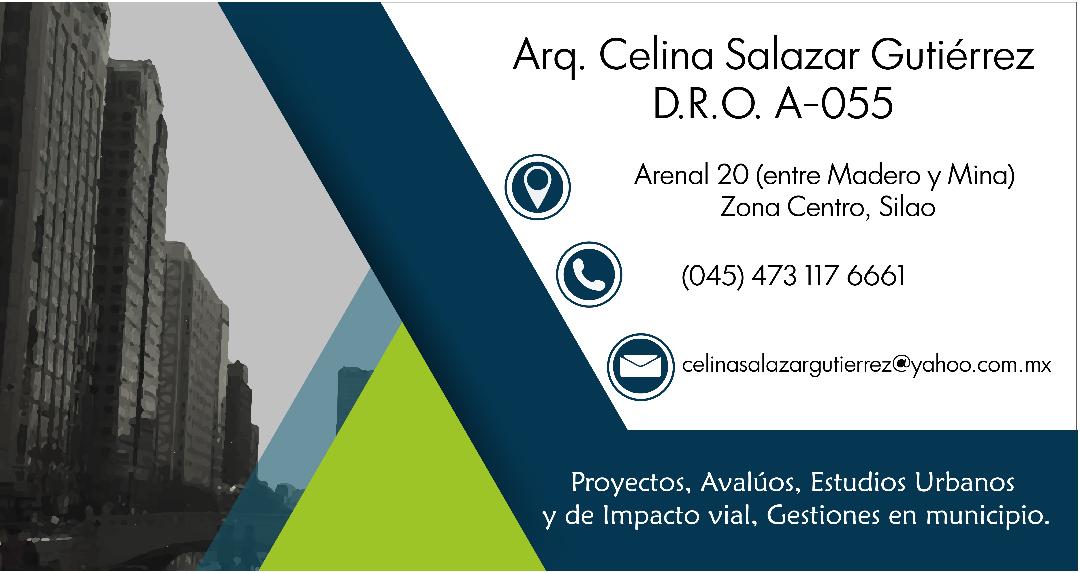 Arq. Celina Salazar Gutiérrez
D.R.O. A-055
Arenal 20 (entre Madero y Mina)
Zona Centro, Silao
(045) 473 117 6661
celinasalazargutierrez@yahoo.com.mx
Proyectos, Avalúos, Estudios Urbanos
y de Impacto vial, Gestiones en municipio.